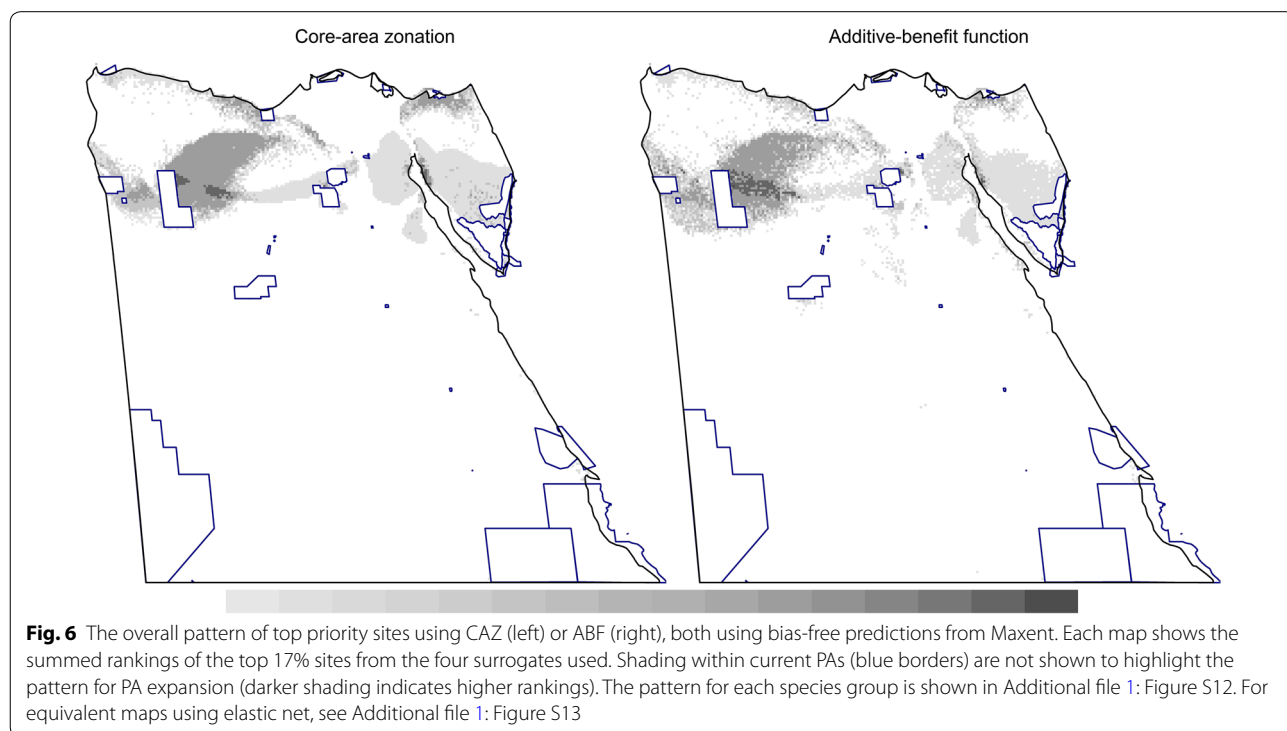 Core-area zonation
Additive-benefit function
Fig. 6 The overall pattern of top priority sites using CAZ (left) or ABF (right), both using bias-free predictions from Maxent. Each map shows the
summed rankings of the top 17% sites from the four surrogates used. Shading within current PAs (blue borders) are not shown to highlight the
pattern for PA expansion (darker shading indicates higher rankings). The pattern for each species group is shown in Additional file 1: Figure S12. For
equivalent maps using elastic net, see Additional file 1: Figure S13